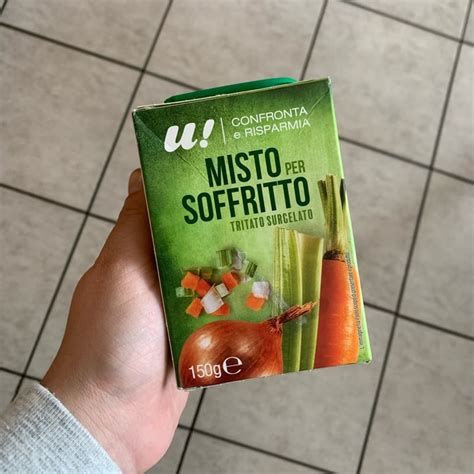 u! CONFRONTA
e RISPARMIA
MISTO PER
SOFFRITTO
TRITATO SURGELATO
150g e